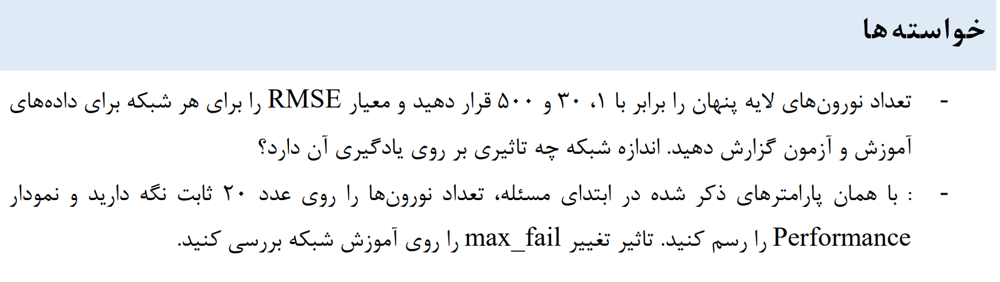 خواسته ها
- تعداد نورون‌های لایه پنهان را برابر با ۱، ۳۰ و ۵۰۰ قرار دهید و معیار RMSE را برای هر شبکه برای داده‌های
آموزش و آزمون گزارش دهید. اندازه شبکه چه تاثیری بر روی یادگیری آن دارد؟
- : با همان پارامترهای ذکر شده در ابتدای مسئله، تعداد نورون‌ها را روی عدد ۲۰ ثابت نگه دارید و نمودار
Performance را رسم کنید. تاثیر تغییر max_fail را روی آموزش شبکه بررسی کنید.